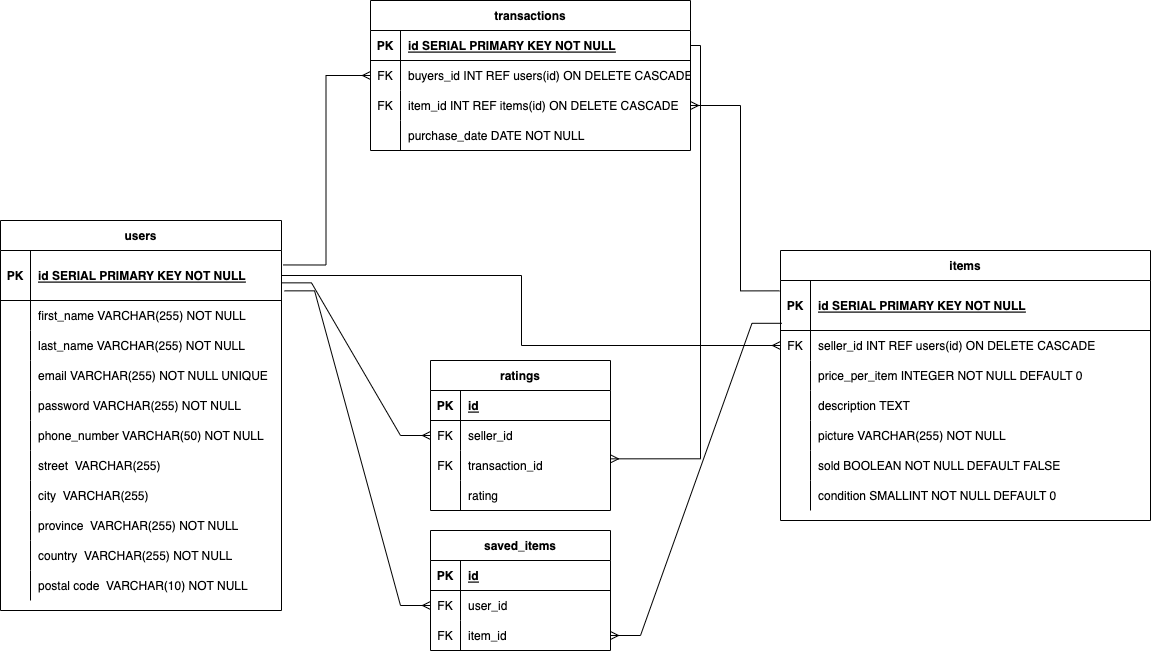 transactions
PK id SERIAL PRIMARY KEY NOT NULL
FK buyers_id INT REF users(id) ON DELETE CASCADE
FK item_id INT REF items(id) ON DELETE CASCADE
purchase_date DATE NOT NULL
users
PK id SERIAL PRIMARY KEY NOT NULL
first_name VARCHAR(255) NOT NULL
last_name VARCHAR(255) NOT NULL
email VARCHAR(255) NOT NULL UNIQUE
password VARCHAR(255) NOT NULL
phone_number VARCHAR(50) NOT NULL
street  VARCHAR(255)
city  VARCHAR(255)
province  VARCHAR(255) NOT NULL
country  VARCHAR(255) NOT NULL
postal code  VARCHAR(10) NOT NULL
items
PK id SERIAL PRIMARY KEY NOT NULL
FK seller_id INT REF users(id) ON DELETE CASCADE
price_per_item INTEGER NOT NULL DEFAULT 0
description TEXT
picture VARCHAR(255) NOT NULL
sold BOOLEAN NOT NULL DEFAULT FALSE
condition SMALLINT NOT NULL DEFAULT 0
ratings
PK id
FK seller_id
FK transaction_id
rating
saved_items
PK id
FK user_id
FK item_id